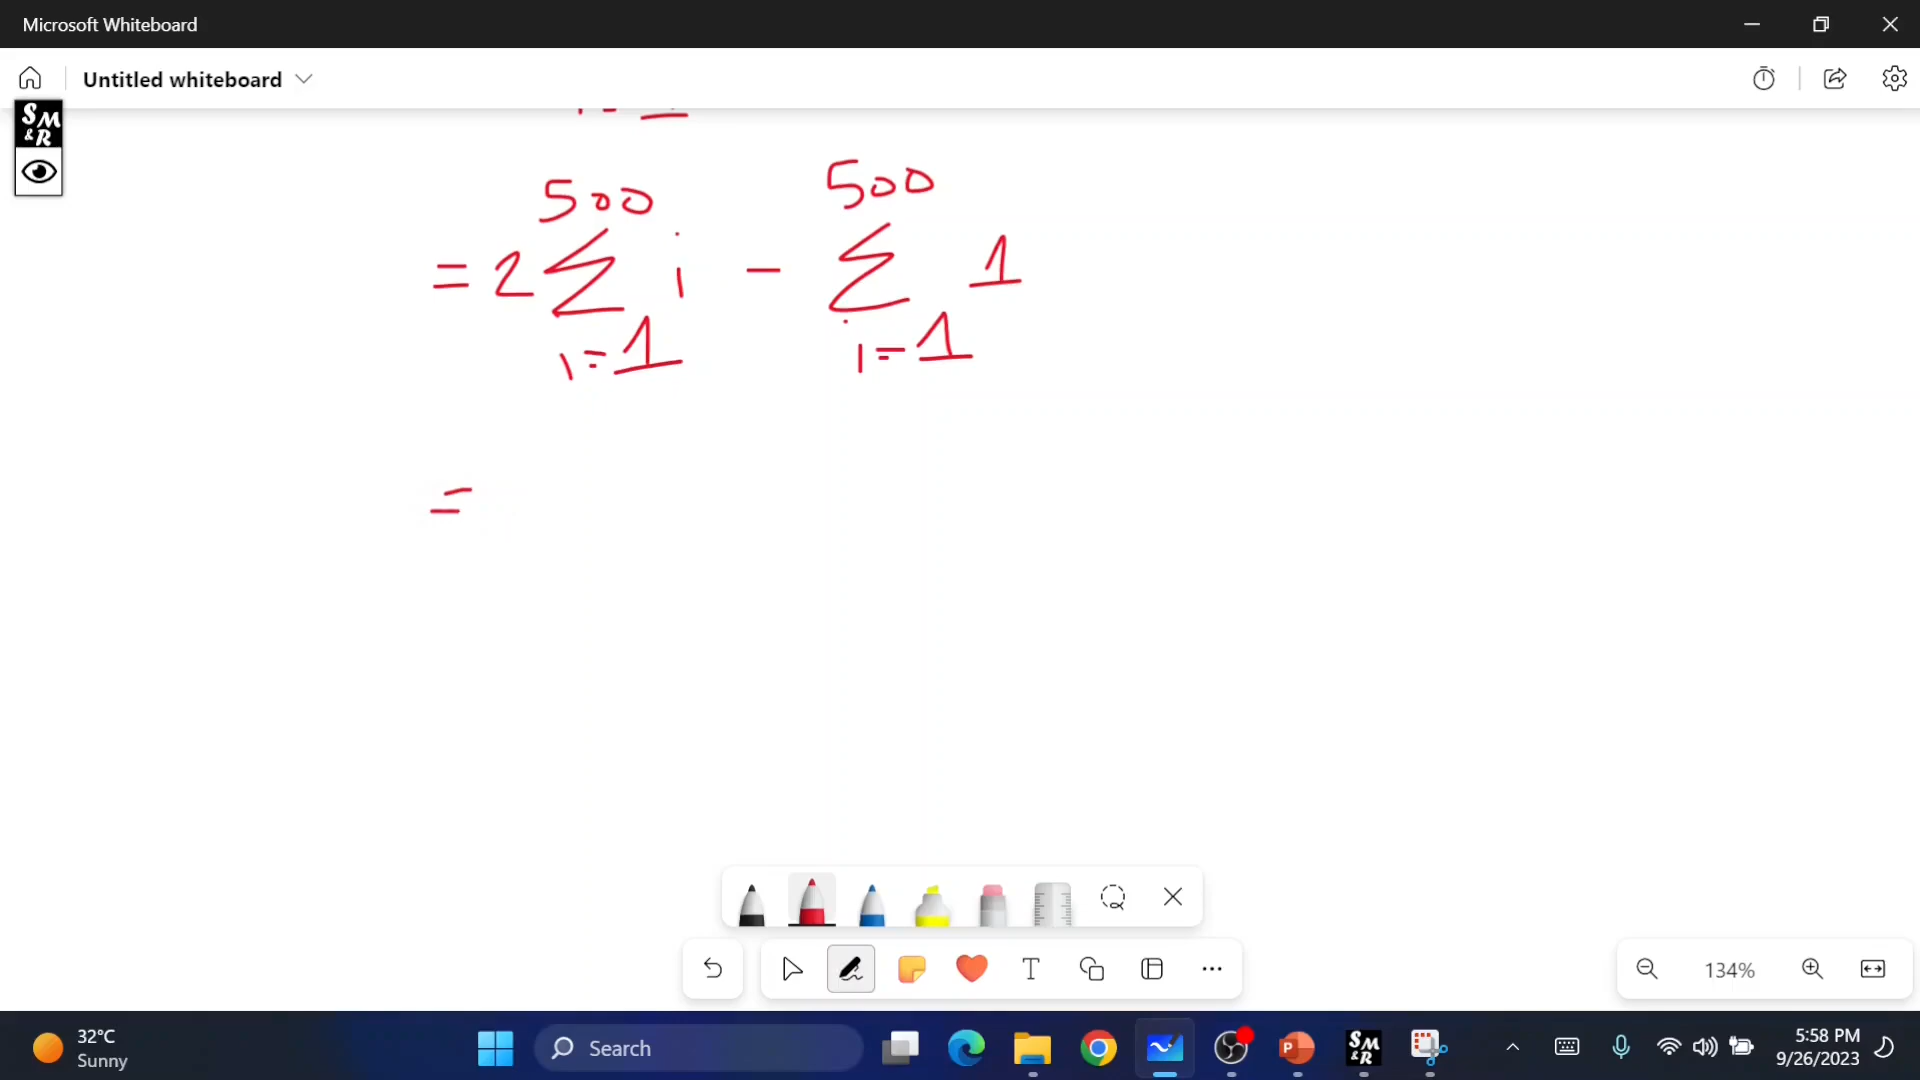 Microsoft Whiteboard
Untitled whiteboard
SM&R
500 500
= 2 Σ i - Σ 1
i=1 i=1
=
T
134%
32°C
Sunny
Search
5:58 PM
9/26/2023